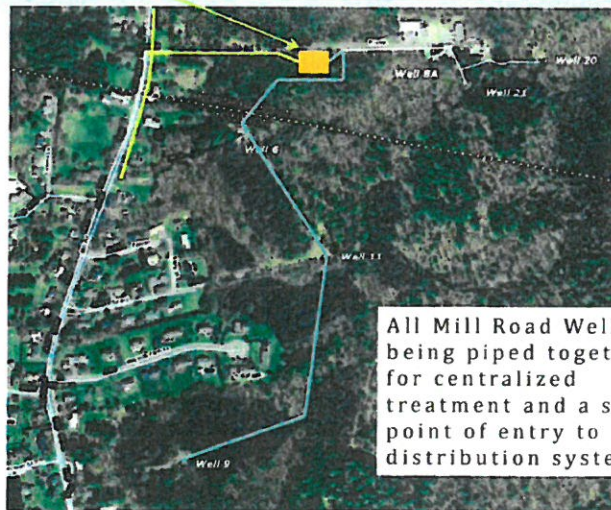 Well 20
Well 8A
Well 21
Well 6
Well 11
Well 9
All Mill Road Wel
being piped toget
for centralized
treatment and a s
point of entry to
distribution syste